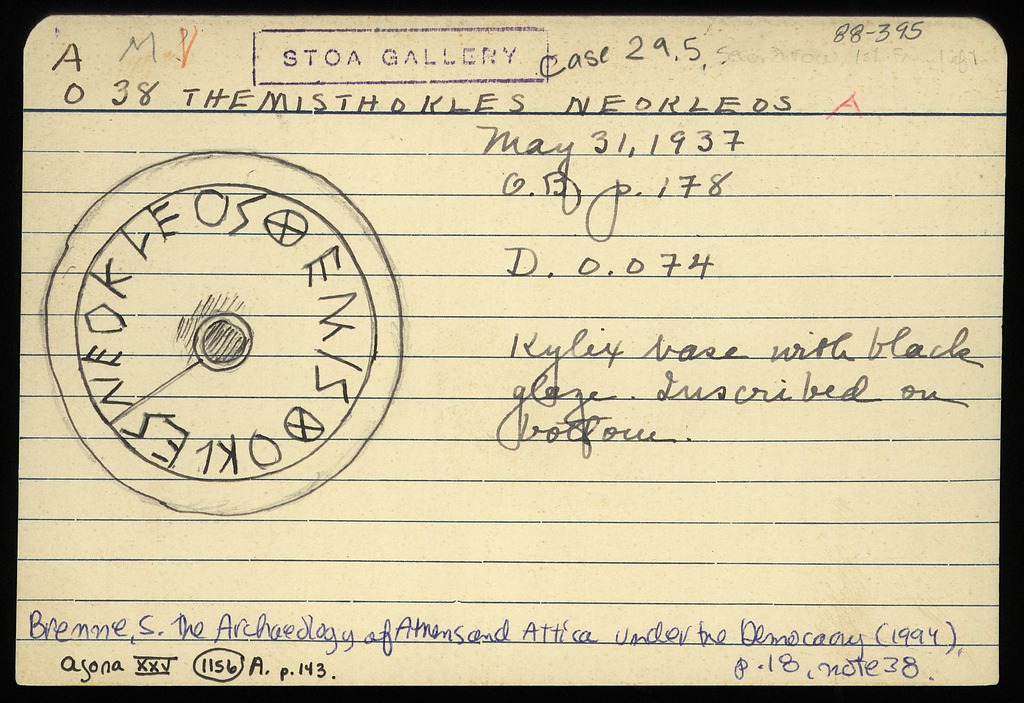 A M.P STOA GALLERY case 29.5, 88-395
O 38 THEMISTHOKLES NEOKLEOS A
May 31, 1937
O.B p. 178
D. 0.074
Kylix base with black
glaze. Inscribed on
bottom.
⊕EMIS⊕OKLES
NEOKLEOS
Brenne, S. The Archaeology of Athens and Attica under the Democracy (1994),
p.18, note 38.
Agora XXV 1156 A. p.143.